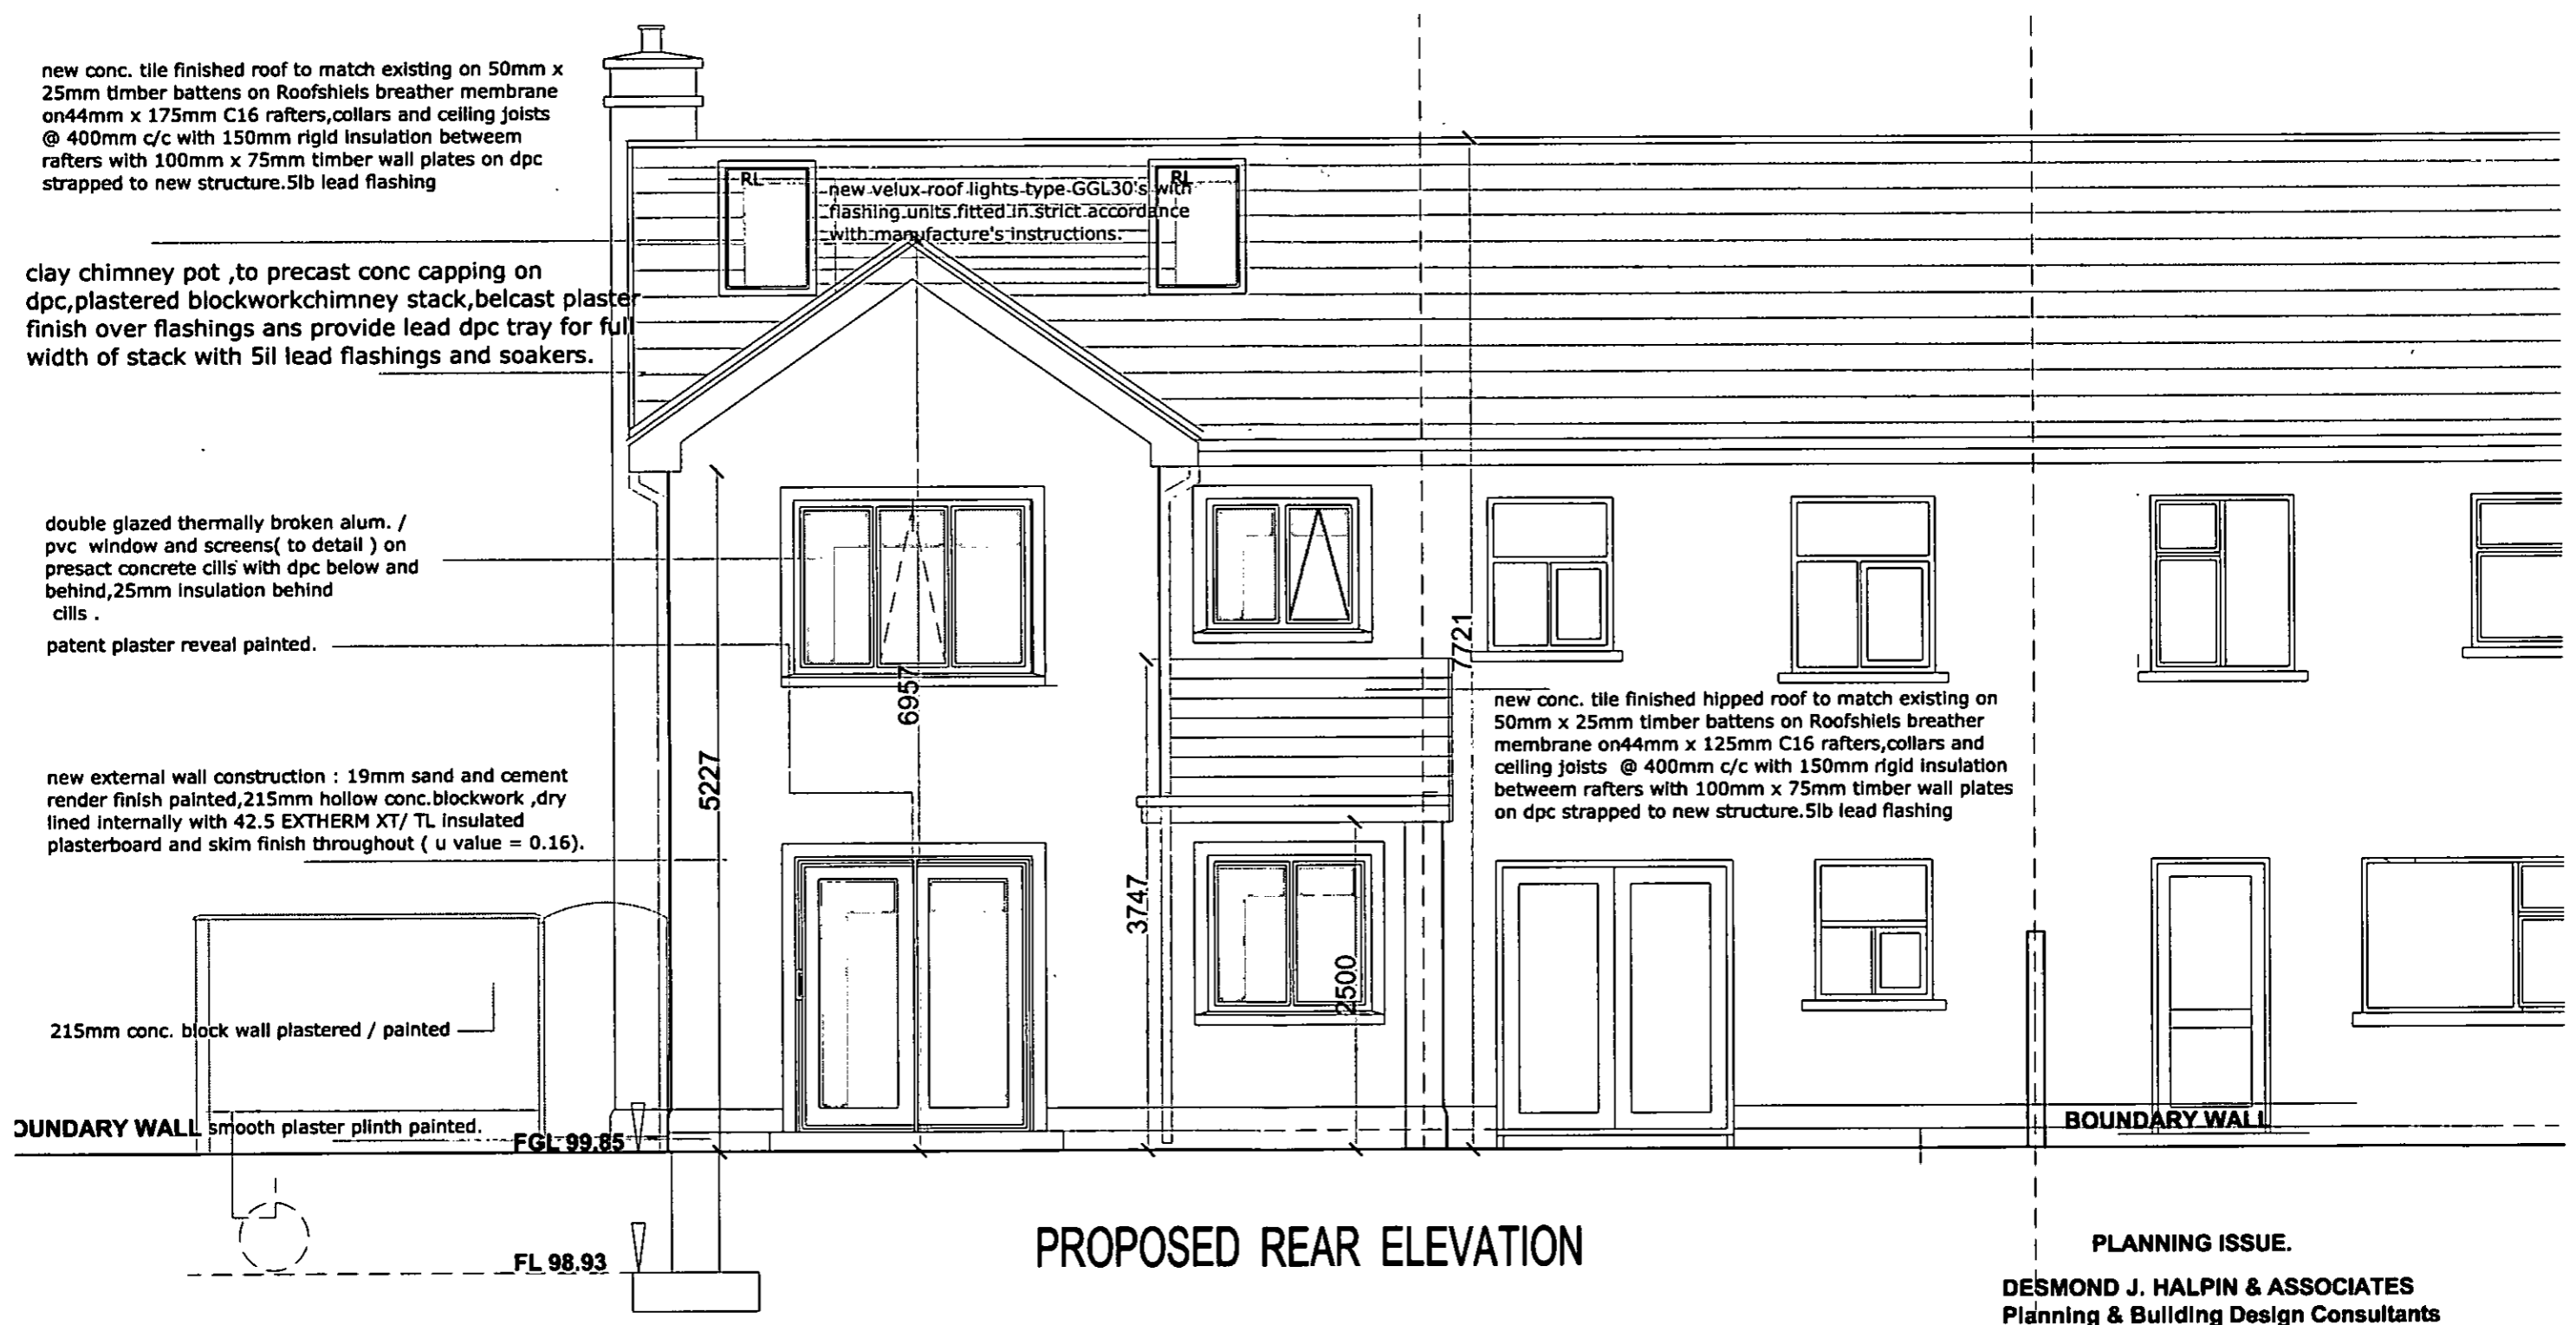 new conc. tile finished roof to match existing on 50mm x
25mm timber battens on Roofshiels breather membrane
on44mm x 175mm C16 rafters,collars and ceiling joists
@ 400mm c/c with 150mm rigid insulation betweem
rafters with 100mm x 75mm timber wall plates on dpc
strapped to new structure.5lb lead flashing
RL
RL
new velux roof lights type GGL30's with
flashing units fitted in strict accordance
with manufacture's instructions.
clay chimney pot ,to precast conc capping on
dpc,plastered blockworkchimney stack,belcast plaster
finish over flashings ans provide lead dpc tray for full
width of stack with 5il lead flashings and soakers.
double glazed thermally broken alum. /
pvc window and screens( to detail ) on
presact concrete cills with dpc below and
behind,25mm insulation behind
cills .
patent plaster reveal painted.
new external wall construction : 19mm sand and cement
render finish painted,215mm hollow conc.blockwork ,dry
lined internally with 42.5 EXTHERM XT/ TL insulated
plasterboard and skim finish throughout ( u value = 0.16).
5227
6957
3747
2500
7721
new conc. tile finished hipped roof to match existing on
50mm x 25mm timber battens on Roofshiels breather
membrane on44mm x 125mm C16 rafters,collars and
ceiling joists @ 400mm c/c with 150mm rigid insulation
betweem rafters with 100mm x 75mm timber wall plates
on dpc strapped to new structure.5lb lead flashing
215mm conc. block wall plastered / painted
OUNDARY WALL
smooth plaster plinth painted.
FGL 99.85
BOUNDARY WALL
FL 98.93
PROPOSED REAR ELEVATION
PLANNING ISSUE.
DESMOND J. HALPIN & ASSOCIATES
Planning & Building Design Consultants